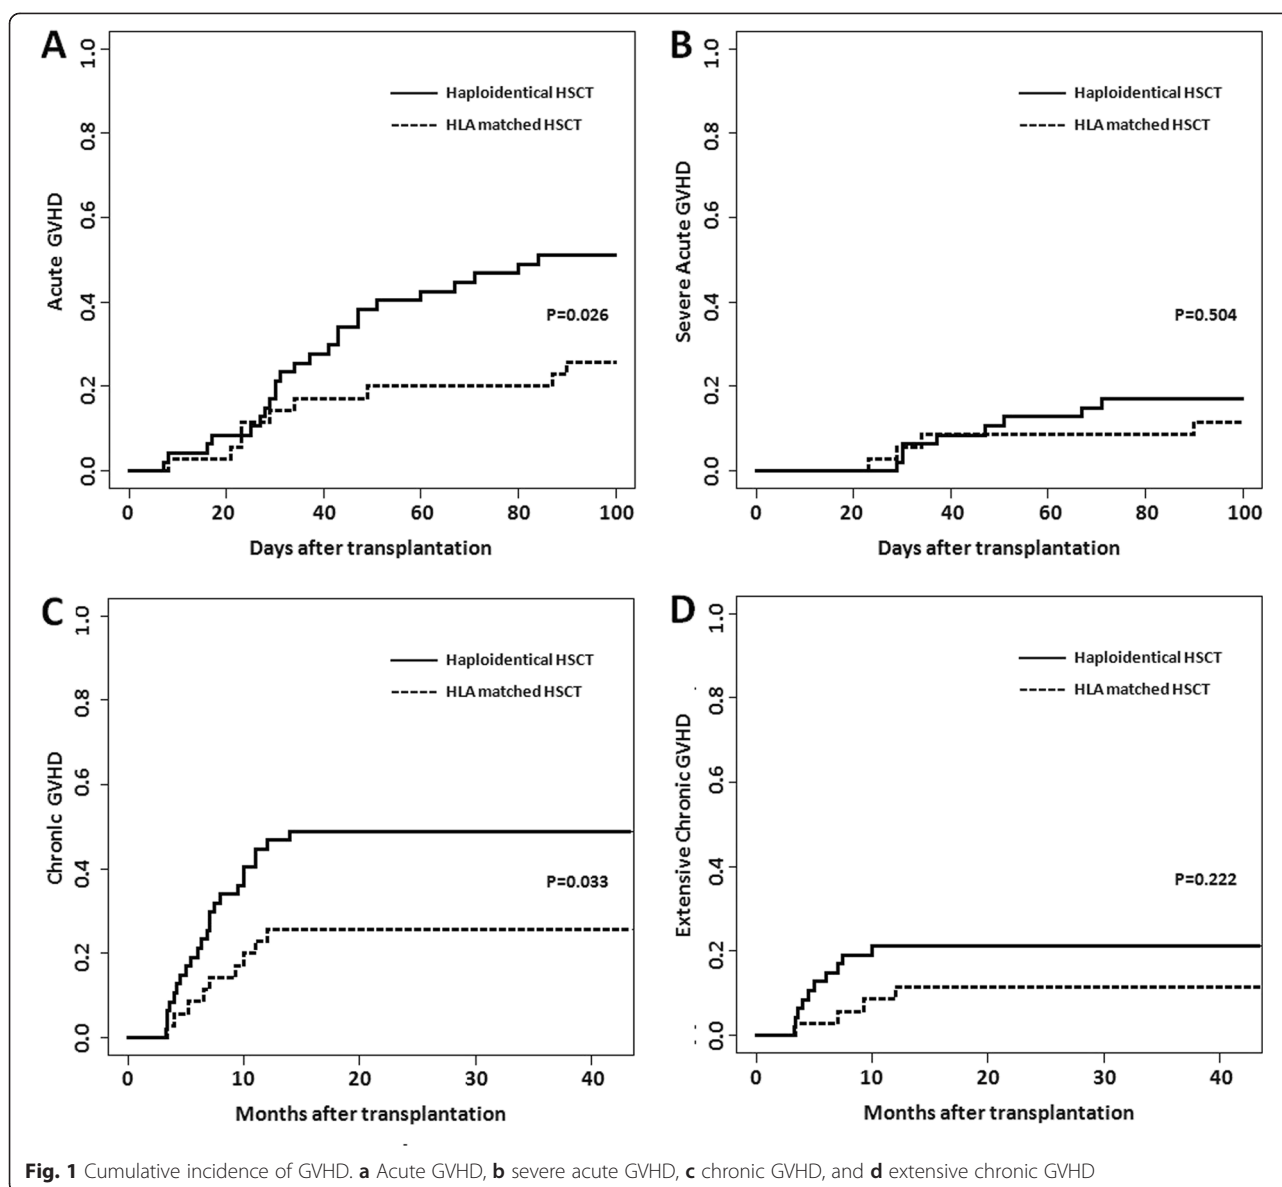 A
1.0
0.8
0.6
0.4
0.2
0.0
Acute GVHD
Haploidentical HSCT
HLA matched HSCT
P=0.026
0 20 40 60 80 100
Days after transplantation
B
1.0
0.8
0.6
0.4
0.2
0.0
Severe Acute GVHD
Haploidentical HSCT
HLA matched HSCT
P=0.504
0 20 40 60 80 100
Days after transplantation
C
1.0
0.8
0.6
0.4
0.2
0.0
Chronic GVHD
Haploidentical HSCT
HLA matched HSCT
P=0.033
0 10 20 30 40
Months after transplantation
D
1.0
0.8
0.6
0.4
0.2
0.0
Extensive Chronic GVHD
Haploidentical HSCT
HLA matched HSCT
P=0.222
0 10 20 30 40
Months after transplantation
Fig. 1 Cumulative incidence of GVHD. a Acute GVHD, b severe acute GVHD, c chronic GVHD, and d extensive chronic GVHD